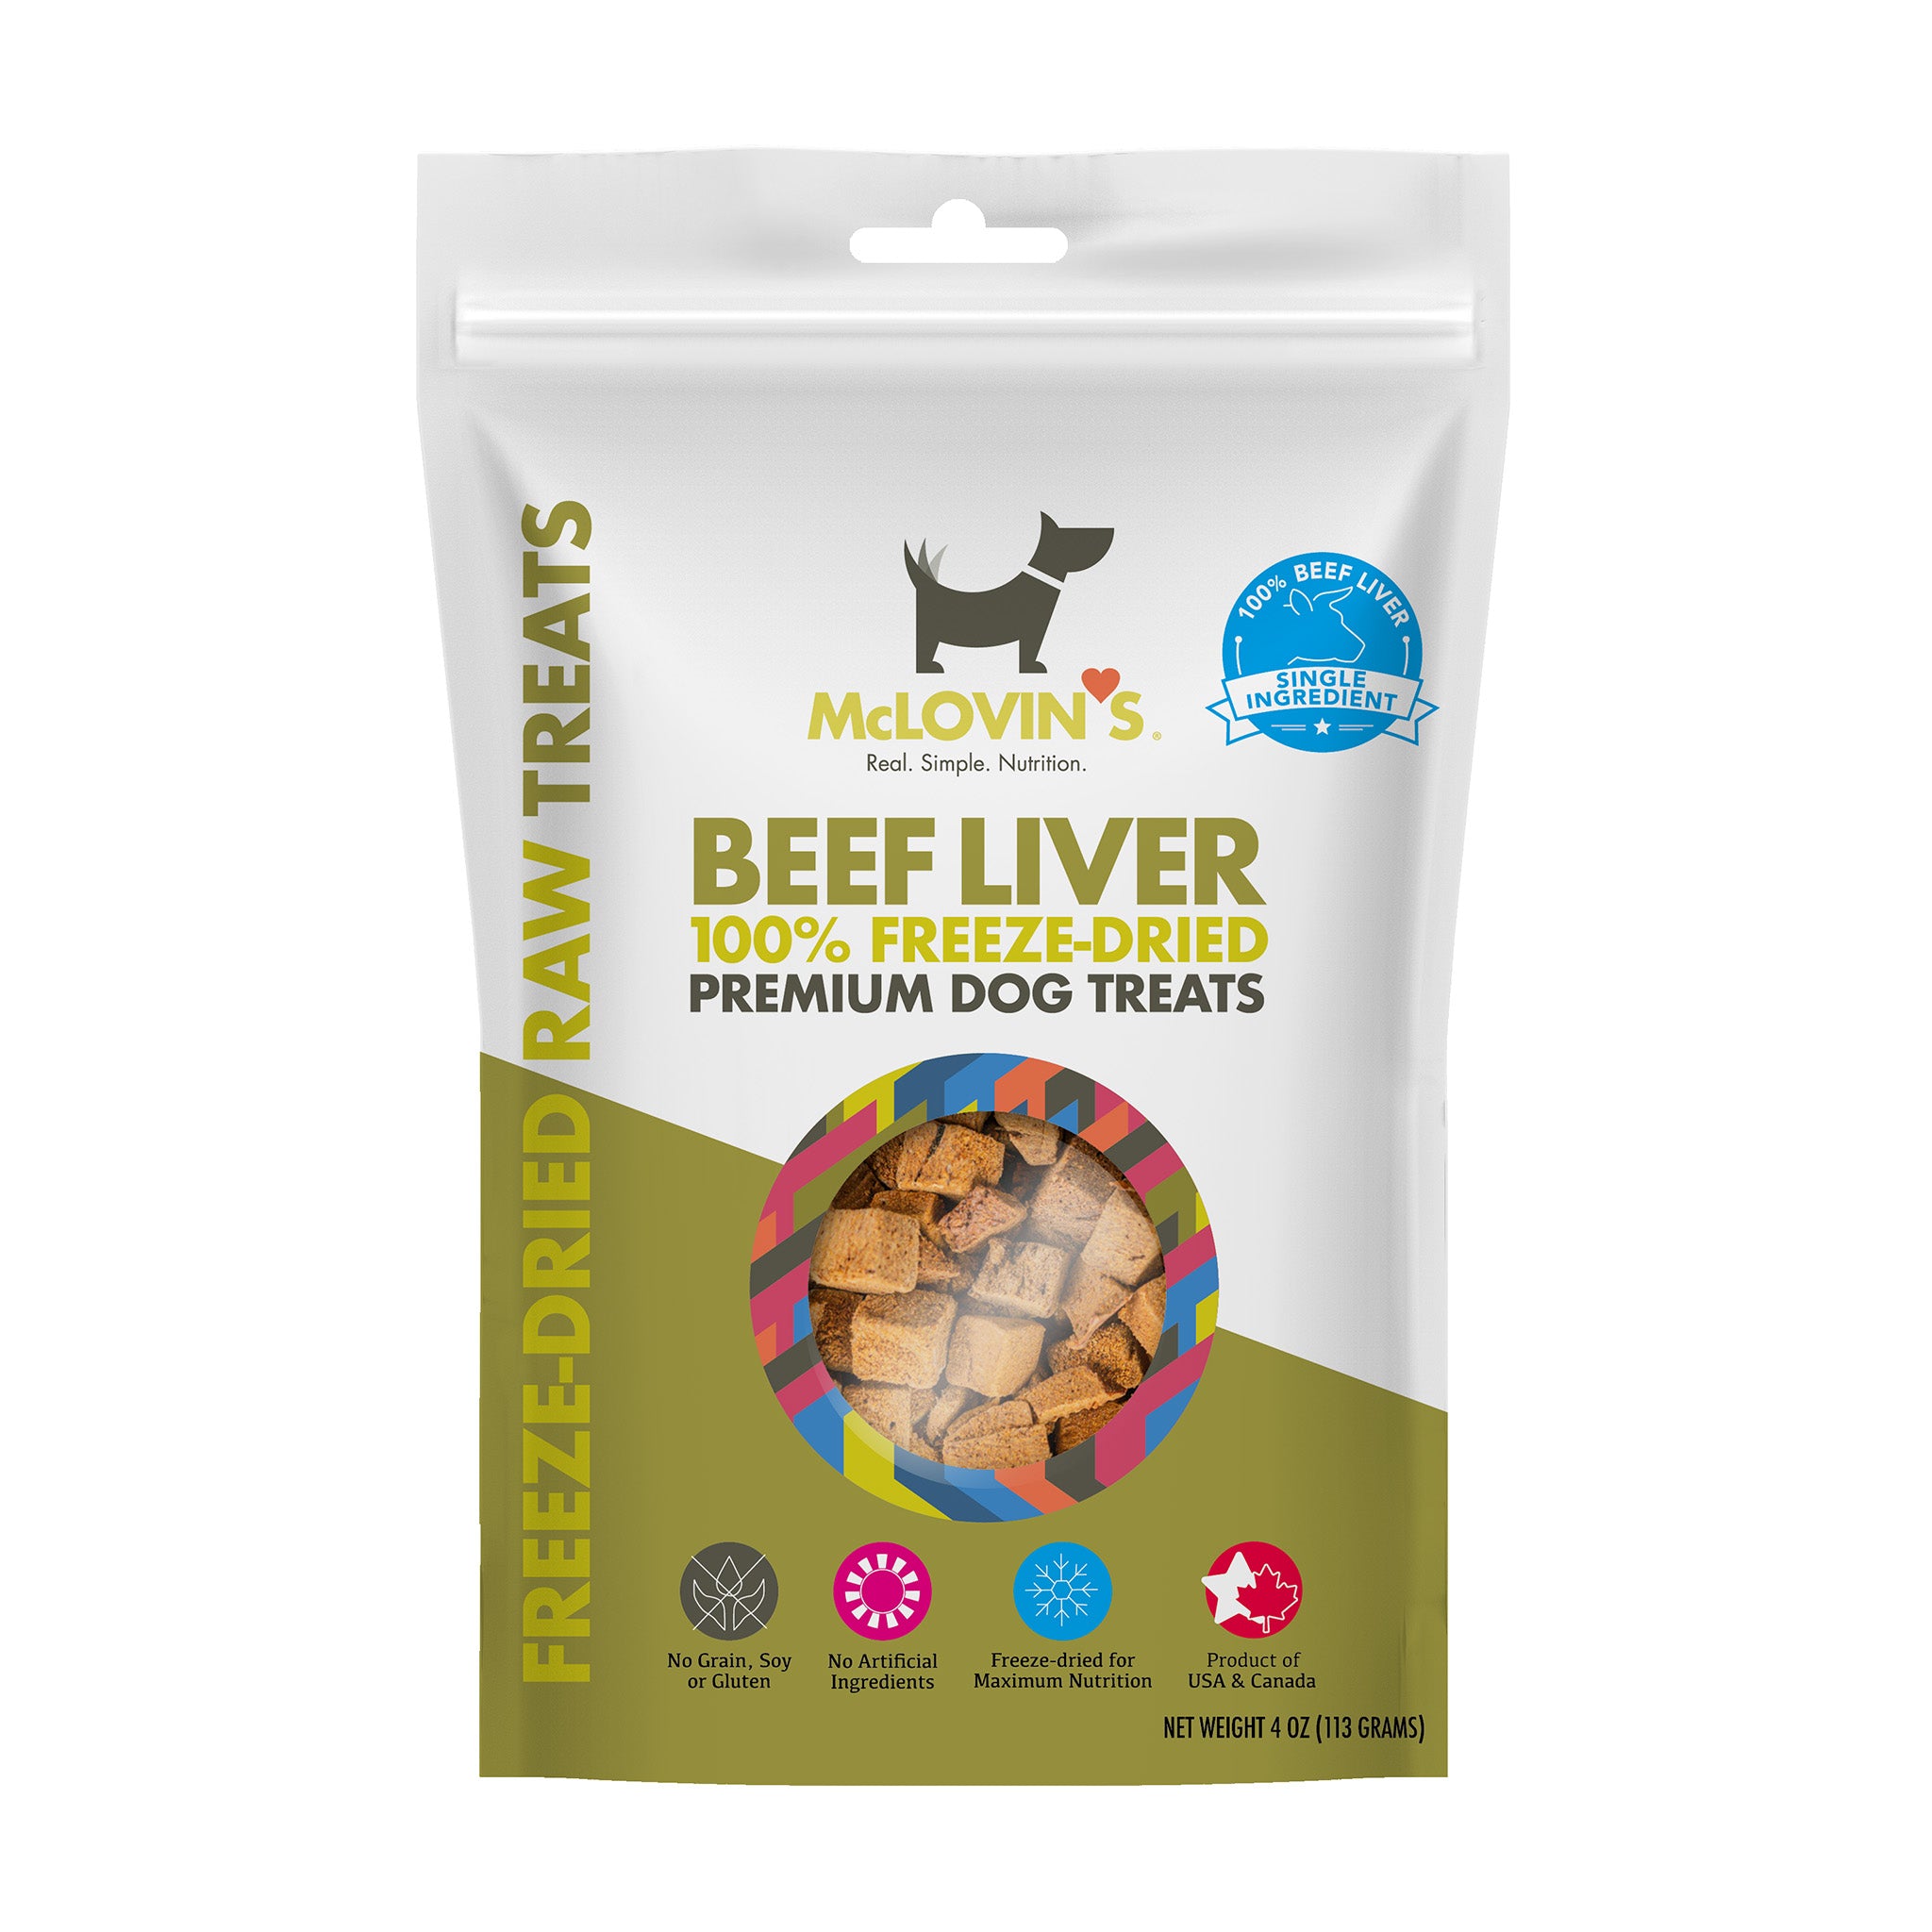 FREEZE-DRIED RAW TREATS
McLOVIN'S®
Real. Simple. Nutrition.
100% BEEF LIVER
SINGLE
INGREDIENT
BEEF LIVER
100% FREEZE-DRIED
PREMIUM DOG TREATS
No Grain, Soy
or Gluten
No Artificial
Ingredients
Freeze-dried for
Maximum Nutrition
Product of
USA & Canada
NET WEIGHT 4 OZ (113 GRAMS)